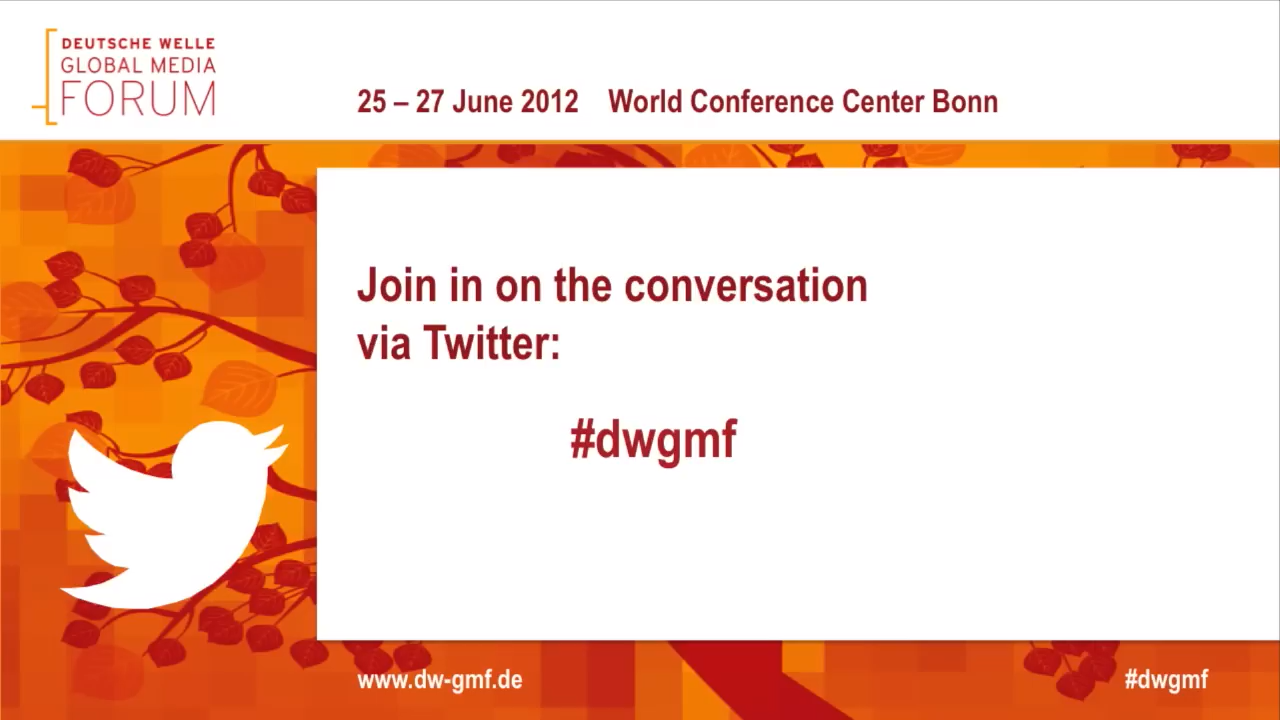 DEUTSCHE WELLE
GLOBAL MEDIA
FORUM
25 – 27 June 2012 World Conference Center Bonn
Join in on the conversation
via Twitter:
#dwgmf
www.dw-gmf.de
#dwgmf